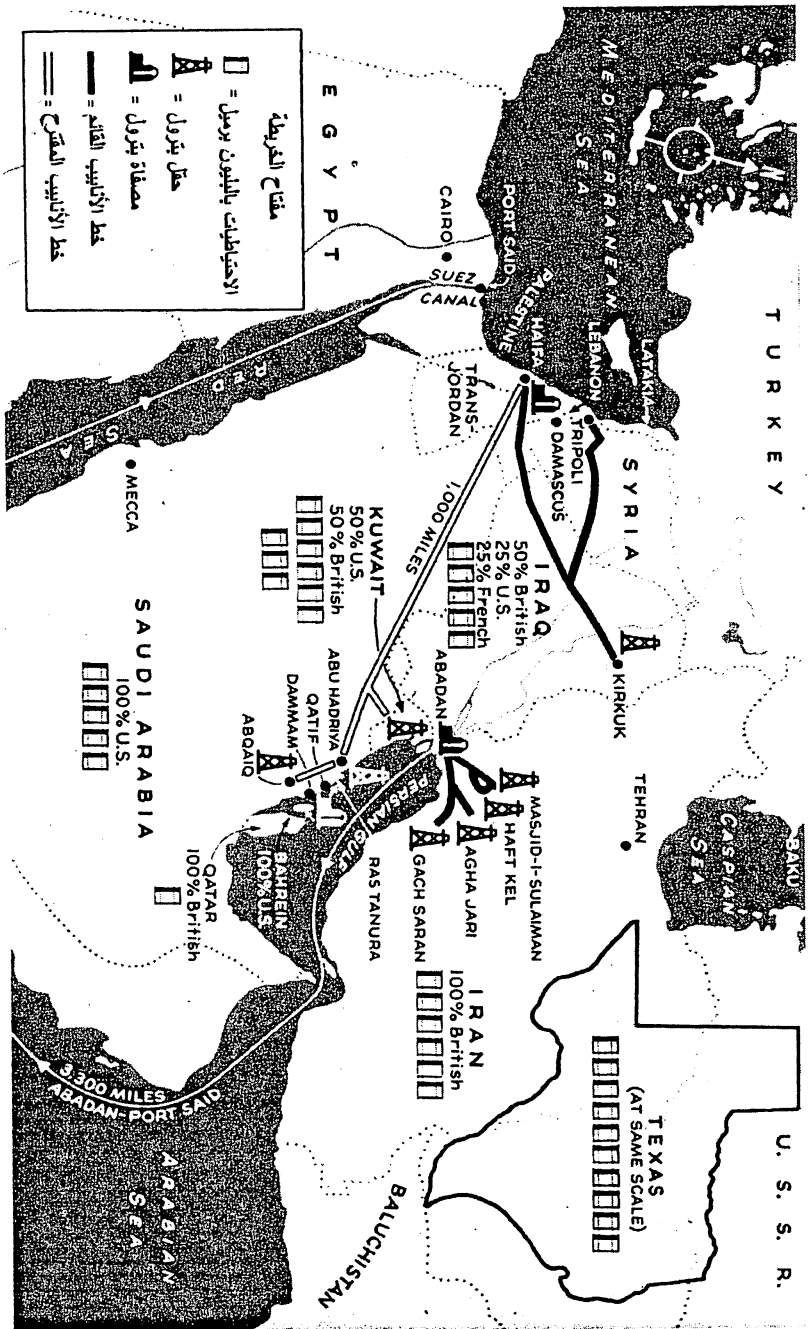 MEDITERRANEAN
SEA
N
TURKEY
U. S. S. R.
LATAKIA
LEBANON
TRIPOLI
SYRIA
DAMASCUS
HAIFA
PALESTINE
PORT SAID
SUEZ
CANAL
CAIRO
EGYPT
TRANS-
JORDAN
1,000 MILES
IRAQ
50% British
25% U.S.
25% French
KIRKUK
TEHRAN
CASPIAN
SEA
BAKU
TEXAS
(AT SAME SCALE)
MASJID-I-SULAIMAN
HAFT KEL
AGHA JARI
GACH SARAN
ABADAN
IRAN
100% British
KUWAIT
50% U.S.
50% British
PERSIAN GULF
ABU HADRIYA
QATIF
DAMMAM
ABQAIQ
RAS TANURA
BAHREIN
100% U.S.
QATAR
100% British
SAUDI ARABIA
100% U.S.
RED SEA
MECCA
3,300 MILES
ABADAN-PORT SAID
ARABIAN
SEA
BALUCHISTAN
مفتاح الخريطة
= الاحتياطيات بالبليون برميل
= حقل بترول
= مصفاة بترول
= خط الأنابيب القائم
= خط الأنابيب المقترح